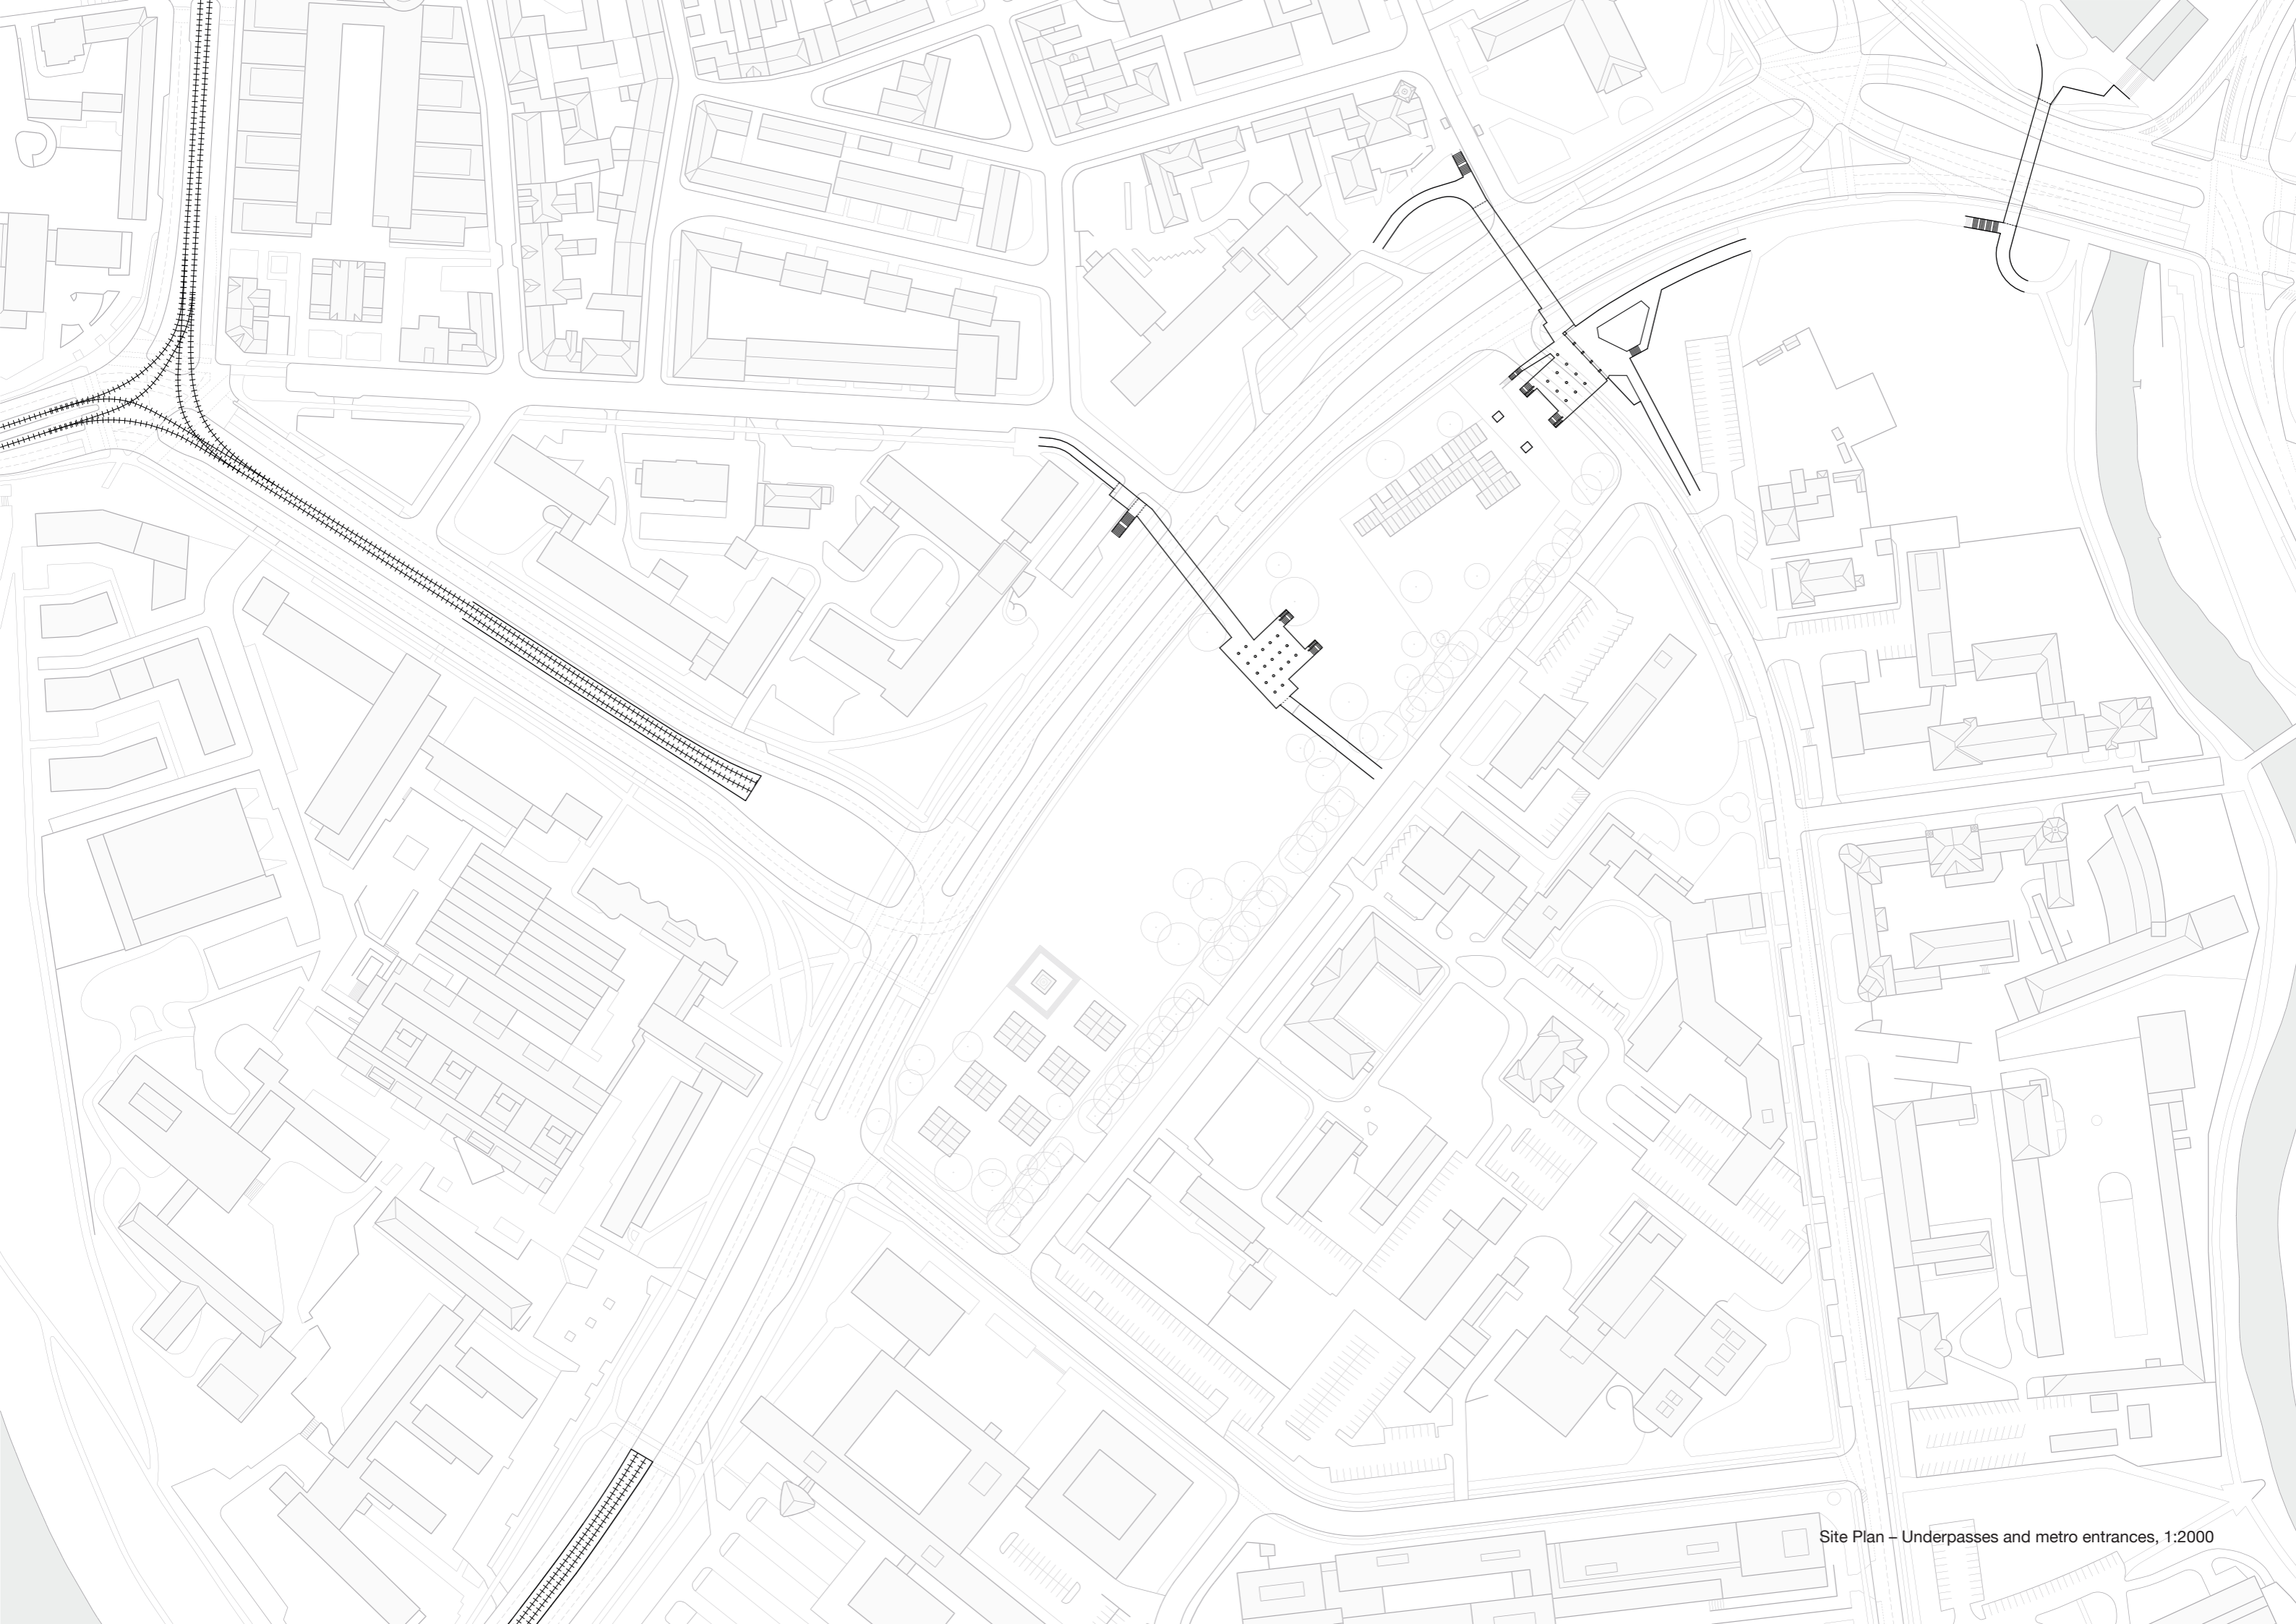 Site Plan – Underpasses and metro entrances, 1:2000